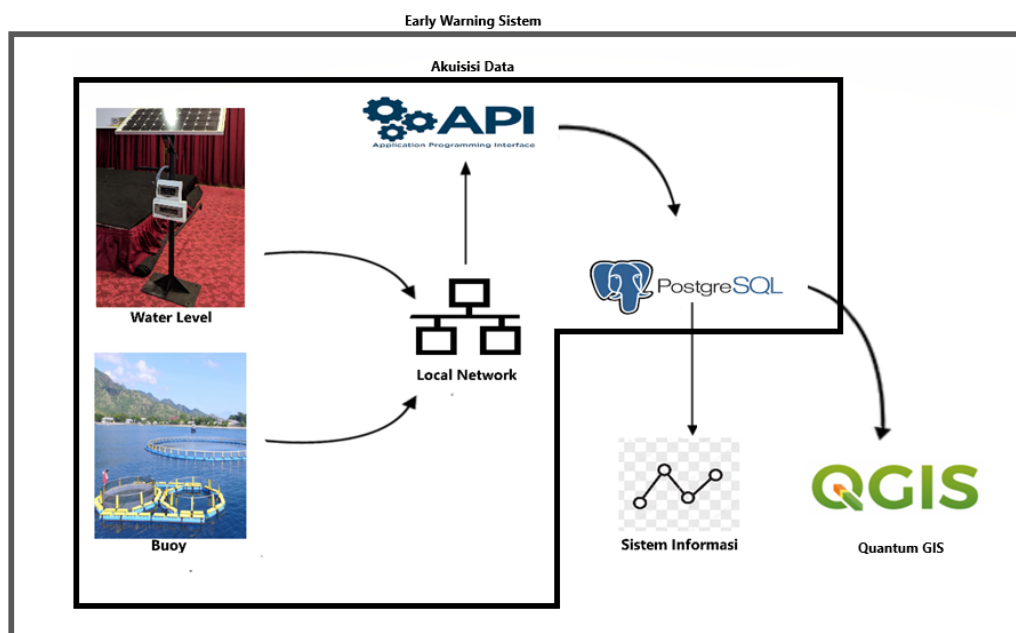 Early Warning Sistem
Akuisisi Data
API
Application Programming Interface
PostgreSQL
Water Level
Local Network
Buoy
Sistem Informasi
QGIS
Quantum GIS